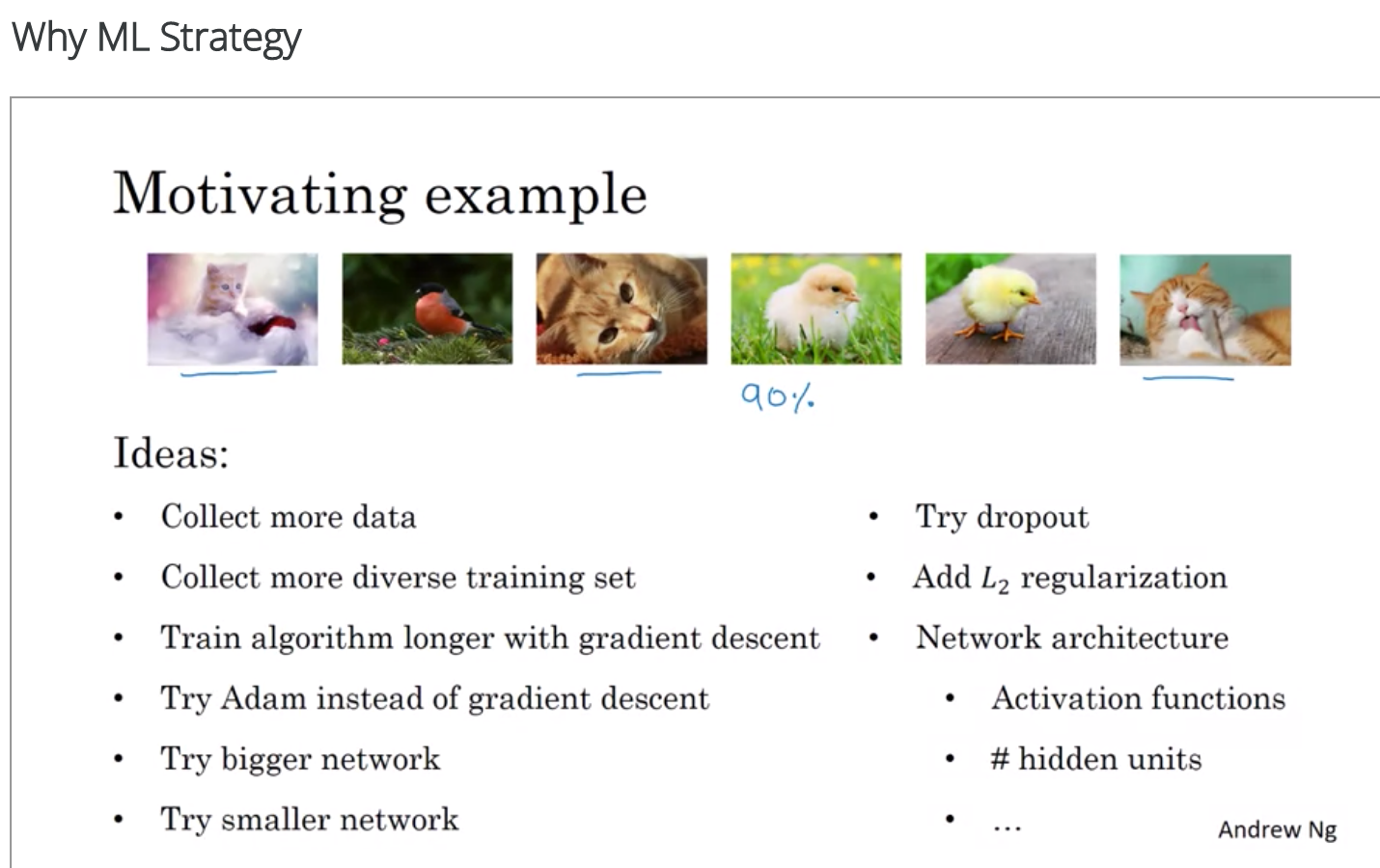 Why ML Strategy
Motivating example
90%
Ideas:
• Collect more data
• Collect more diverse training set
• Train algorithm longer with gradient descent
• Try Adam instead of gradient descent
• Try bigger network
• Try smaller network
• Try dropout
• Add L₂ regularization
• Network architecture
• Activation functions
• # hidden units
• ...
Andrew Ng